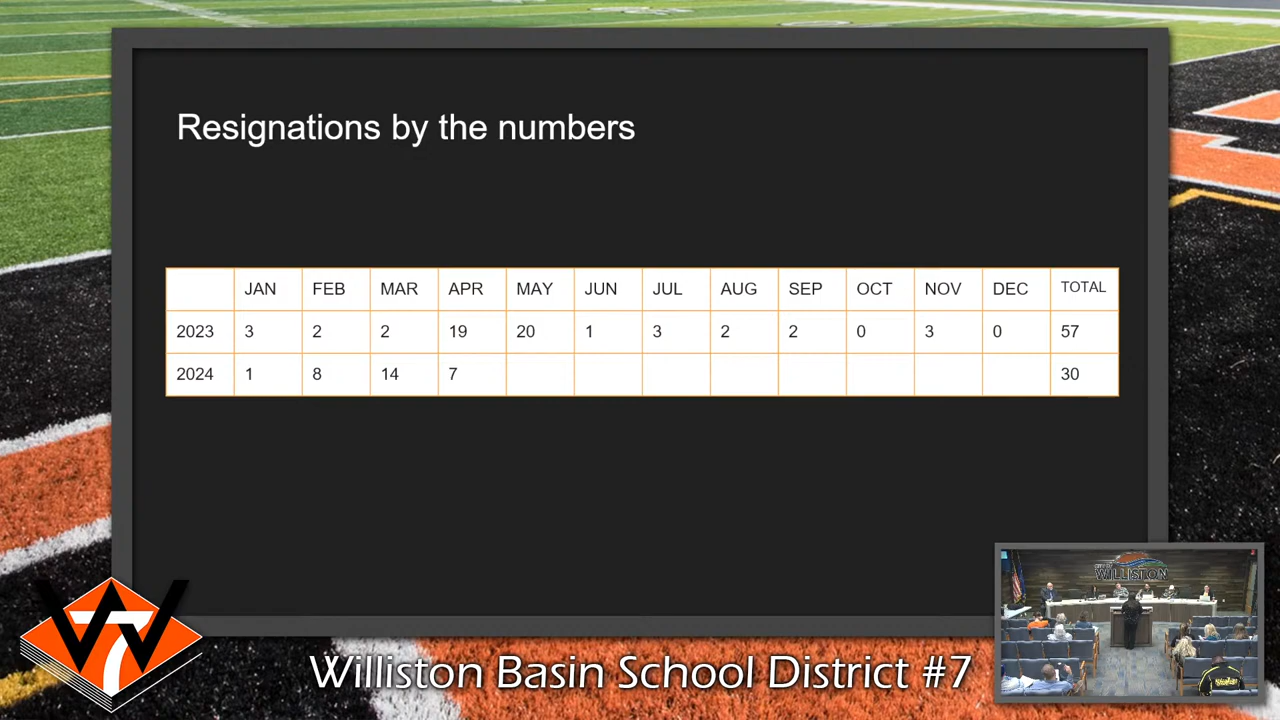 Resignations by the numbers
JAN FEB MAR APR MAY JUN JUL AUG SEP OCT NOV DEC TOTAL
2023 3 2 2 19 20 1 3 2 2 0 3 0 57
2024 1 8 14 7 30
W7
WILLISTON
Williston Basin School District #7